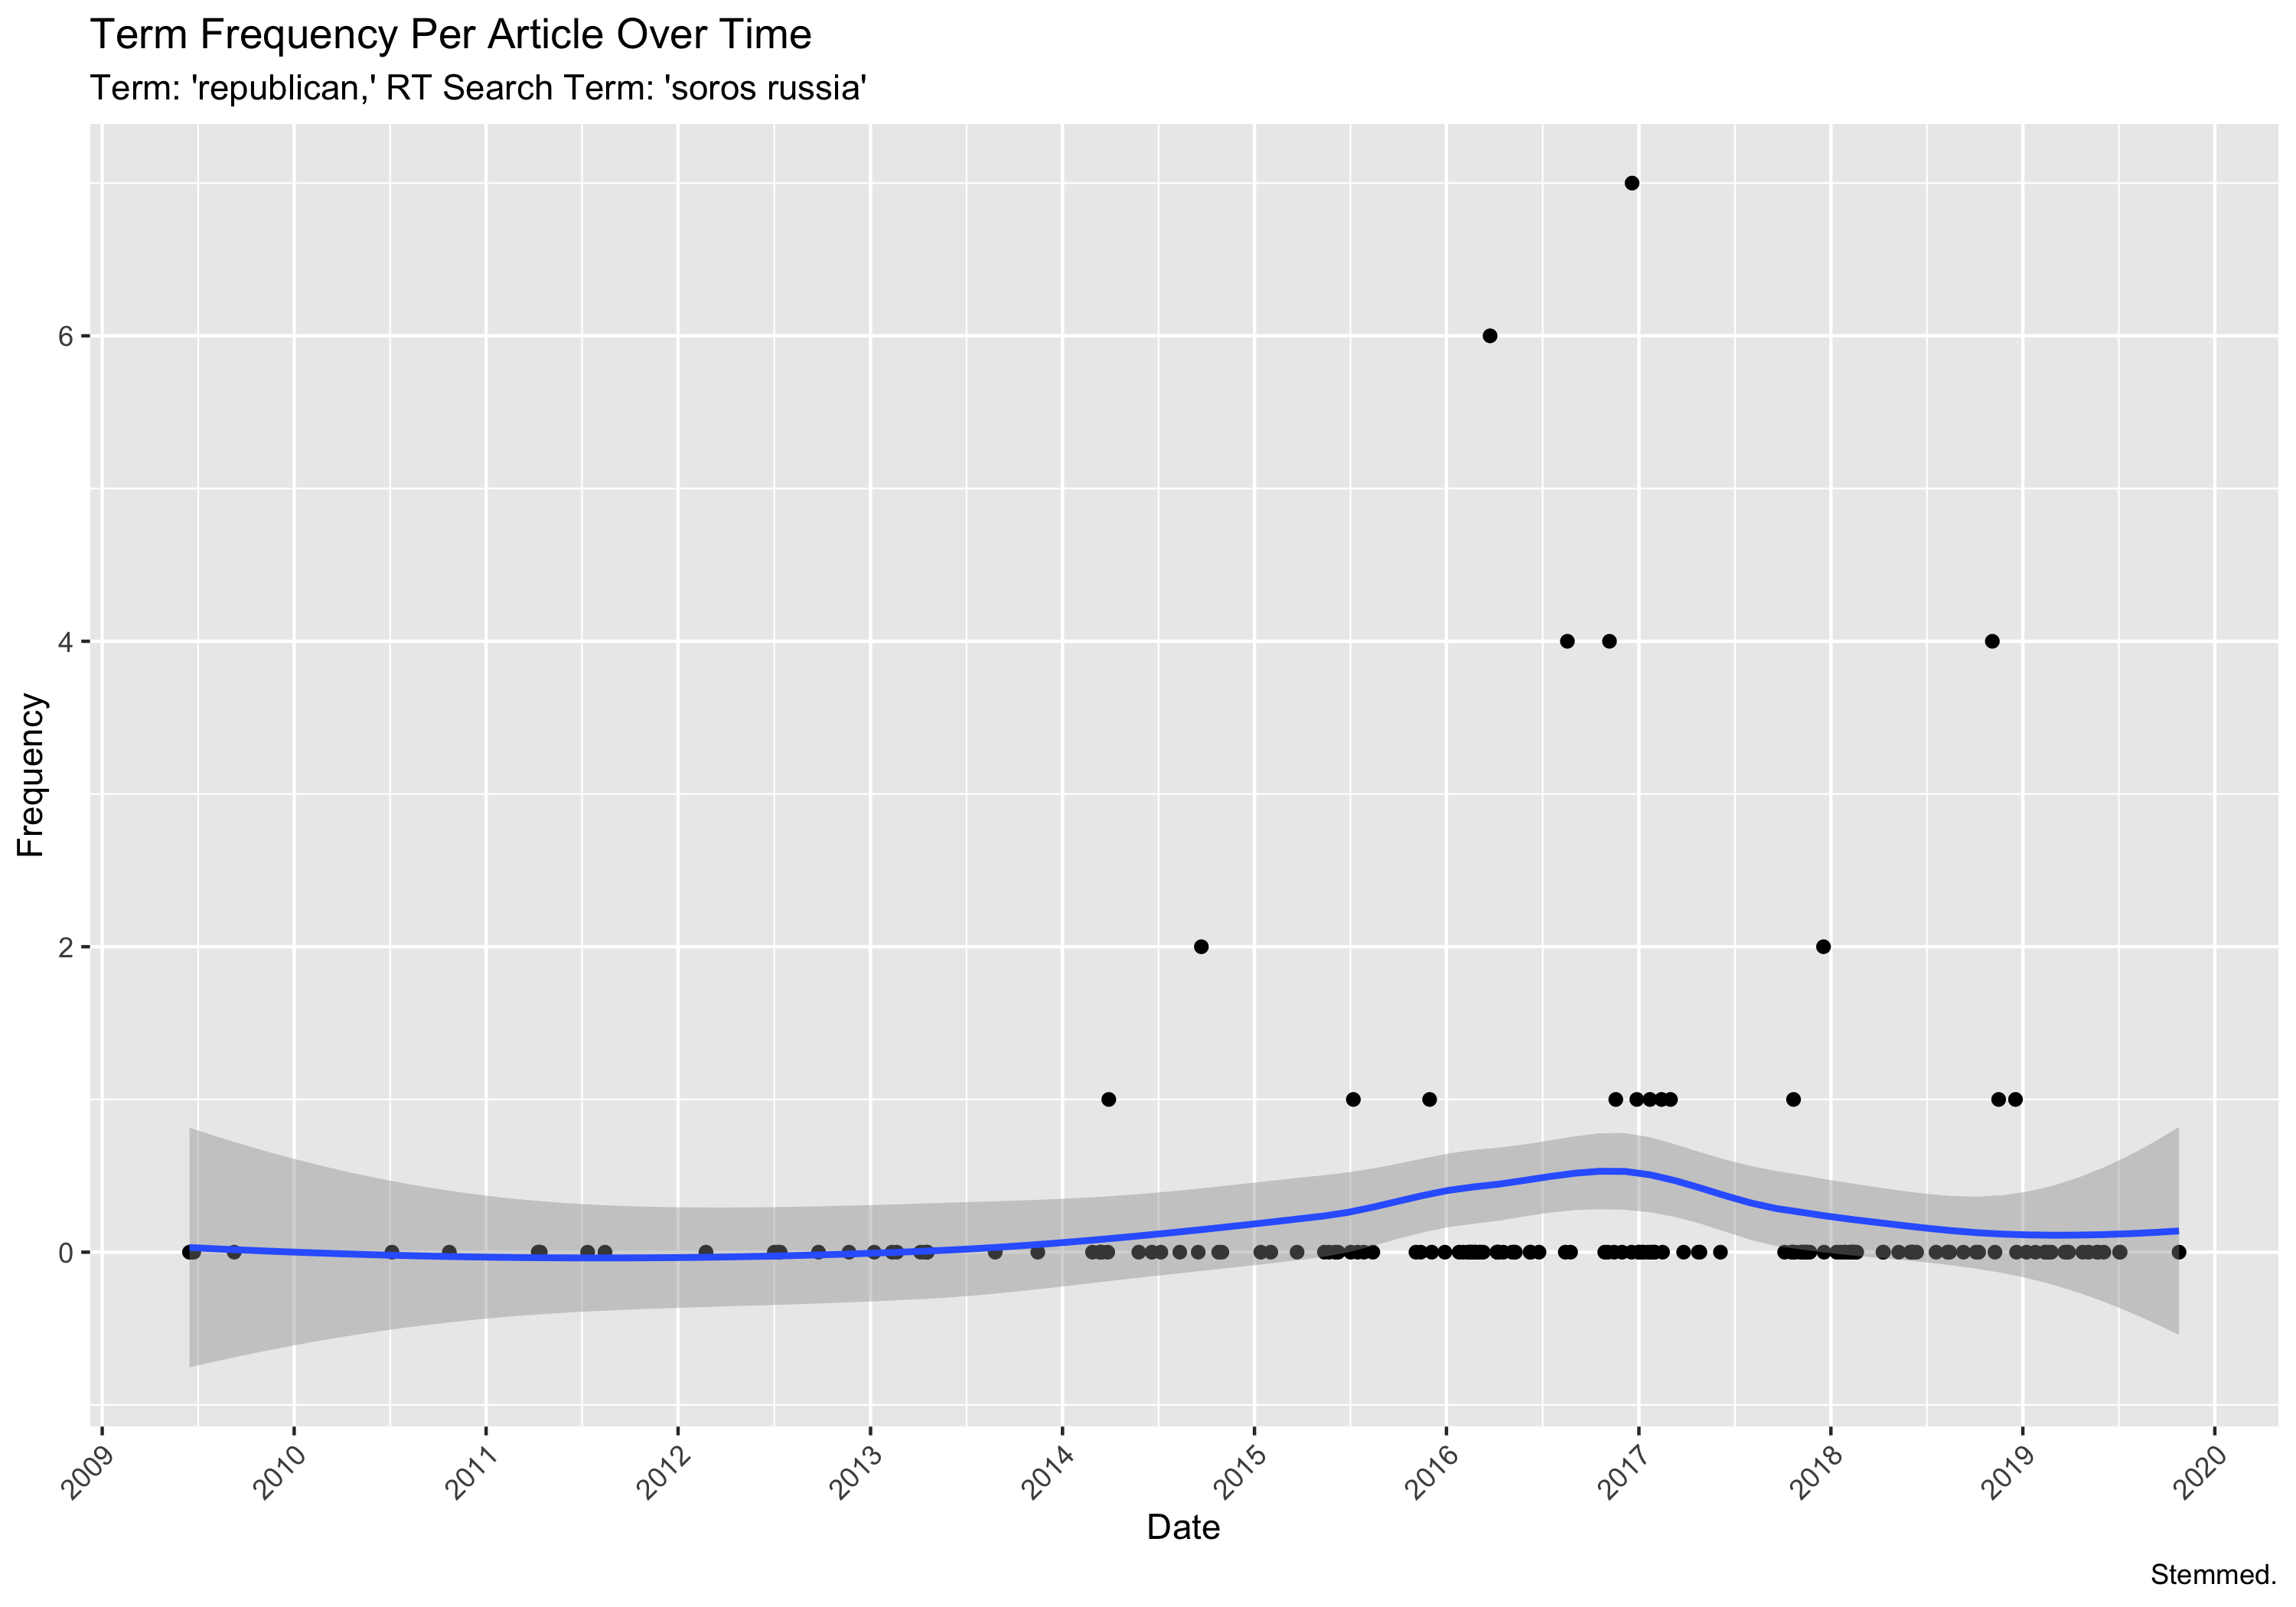 Term Frequency Per Article Over Time
Term: 'republican,' RT Search Term: 'soros russia'
6
4
2
0
Frequency
2009 2010 2011 2012 2013 2014 2015 2016 2017 2018 2019 2020
Date
Stemmed.